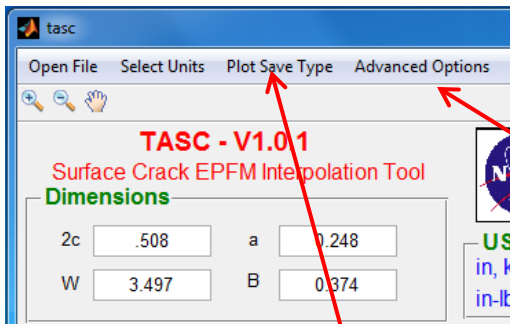 tasc
Open File Select Units Plot Save Type Advanced Options
TASC - V1.0.1
Surface Crack EPFM Interpolation Tool
Dimensions
2c .508 a 0.248
W 3.497 B 0.374
US
in, k
in-lb